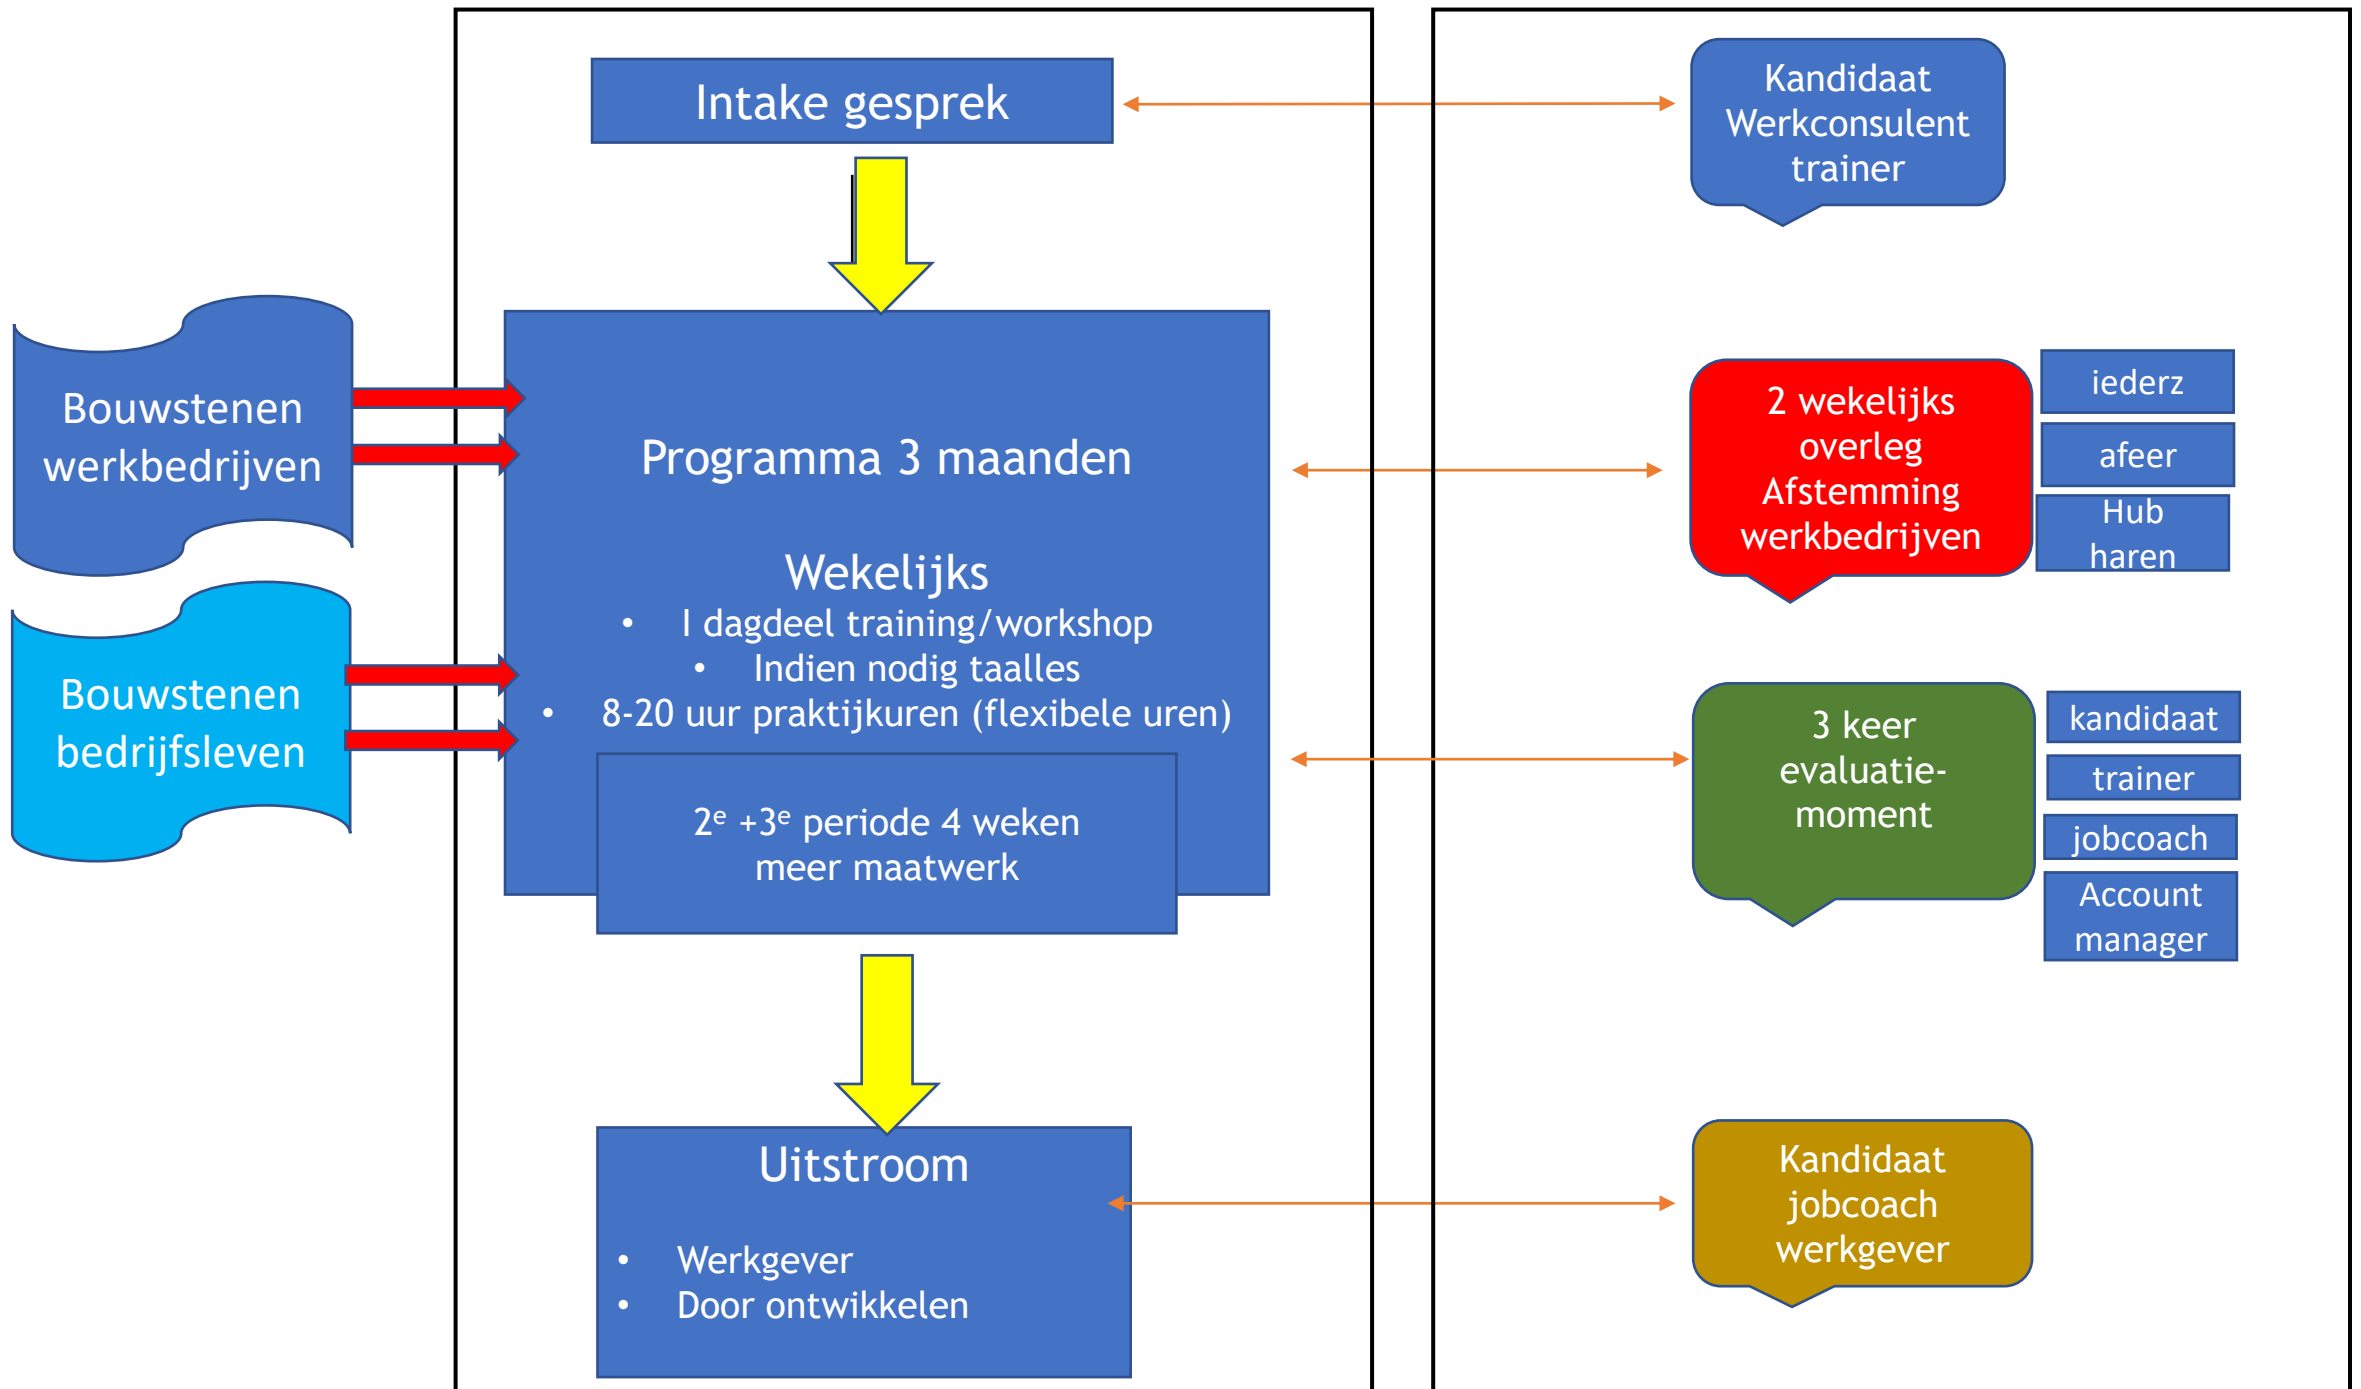 Intake gesprek
Kandidaat
Werkconsulent
trainer
Bouwstenen
werkbedrijven
Bouwstenen
bedrijfsleven
Programma 3 maanden
Wekelijks
• I dagdeel training/workshop
• Indien nodig taalles
• 8-20 uur praktijkuren (flexibele uren)
2e +3e periode 4 weken
meer maatwerk
2 wekelijks
overleg
Afstemming
werkbedrijven
iederz
afeer
Hub
haren
3 keer
evaluatie-
moment
kandidaat
trainer
jobcoach
Account
manager
Uitstroom
• Werkgever
• Door ontwikkelen
Kandidaat
jobcoach
werkgever